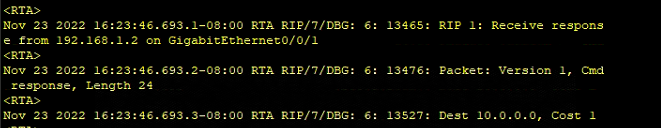 <RTA>
Nov 23 2022 16:23:46.693.1-08:00 RTA RIP/7/DBG: 6: 13465: RIP 1: Receive respons
e from 192.168.1.2 on GigabitEthernet0/0/1
<RTA>
Nov 23 2022 16:23:46.693.2-08:00 RTA RIP/7/DBG: 6: 13476: Packet: Version 1, Cmd
 response, Length 24
<RTA>
Nov 23 2022 16:23:46.693.3-08:00 RTA RIP/7/DBG: 6: 13527: Dest 10.0.0.0, Cost 1